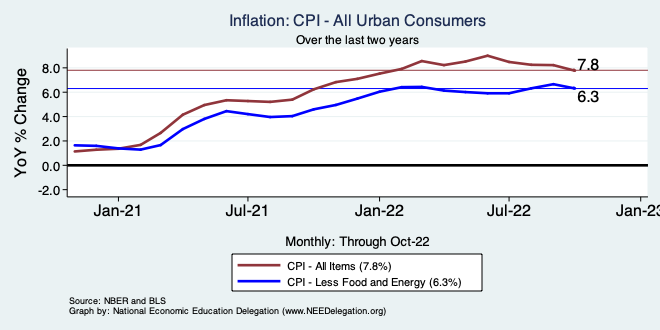 Inflation: CPI - All Urban Consumers
Over the last two years
YoY % Change
8.0
6.0
4.0
2.0
0.0
-2.0
7.8
6.3
Jan-21
Jul-21
Jan-22
Jul-22
Jan-23
Monthly: Through Oct-22
CPI - All Items (7.8%)
CPI - Less Food and Energy (6.3%)
Source: NBER and BLS
Graph by: National Economic Education Delegation (www.NEEDelegation.org)